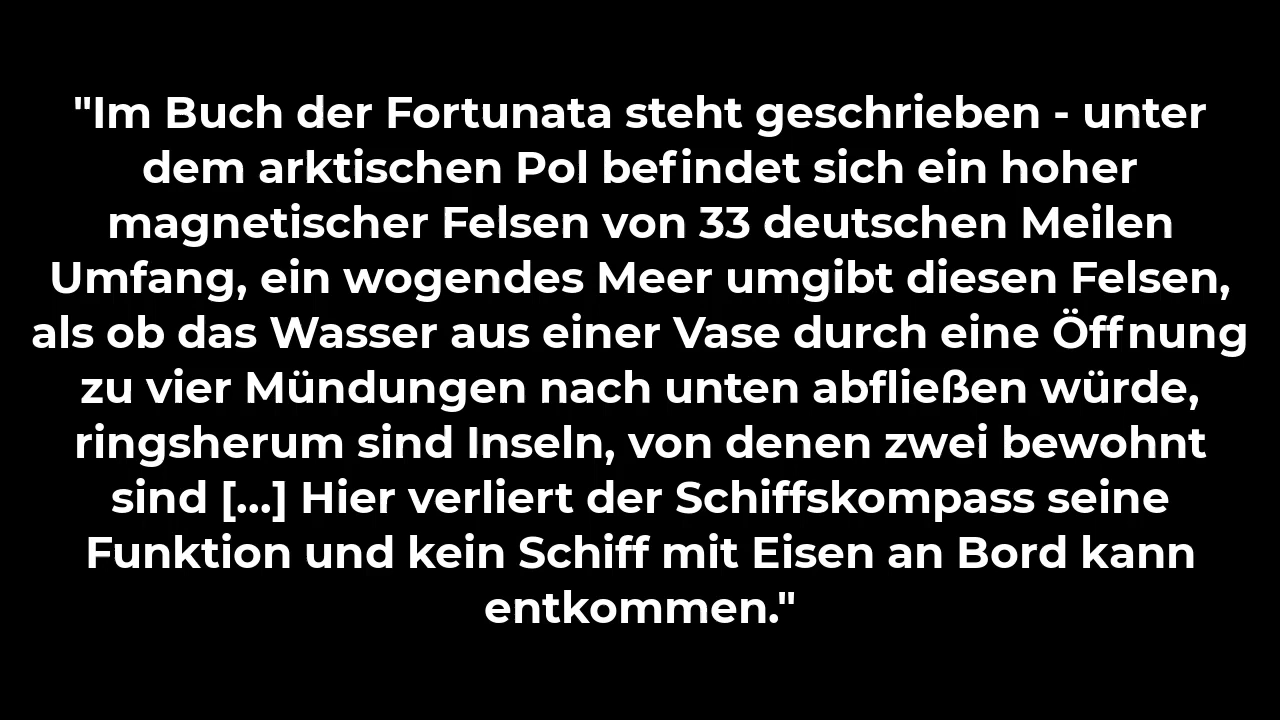 "Im Buch der Fortunata steht geschrieben - unter
dem arktischen Pol befindet sich ein hoher
magnetischer Felsen von 33 deutschen Meilen
Umfang, ein wogendes Meer umgibt diesen Felsen,
als ob das Wasser aus einer Vase durch eine Öffnung
zu vier Mündungen nach unten abfließen würde,
ringsherum sind Inseln, von denen zwei bewohnt
sind [...] Hier verliert der Schiffskompass seine
Funktion und kein Schiff mit Eisen an Bord kann
entkommen."